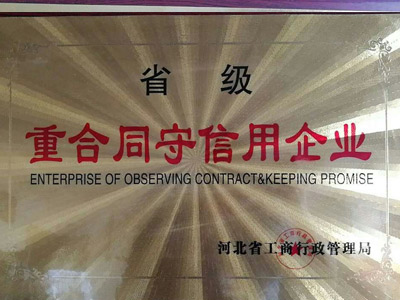 省级
重合同守信用企业
ENTERPRISE OF OBSERVING CONTRACT&KEEPING PROMISE
河北省工商行政管理局